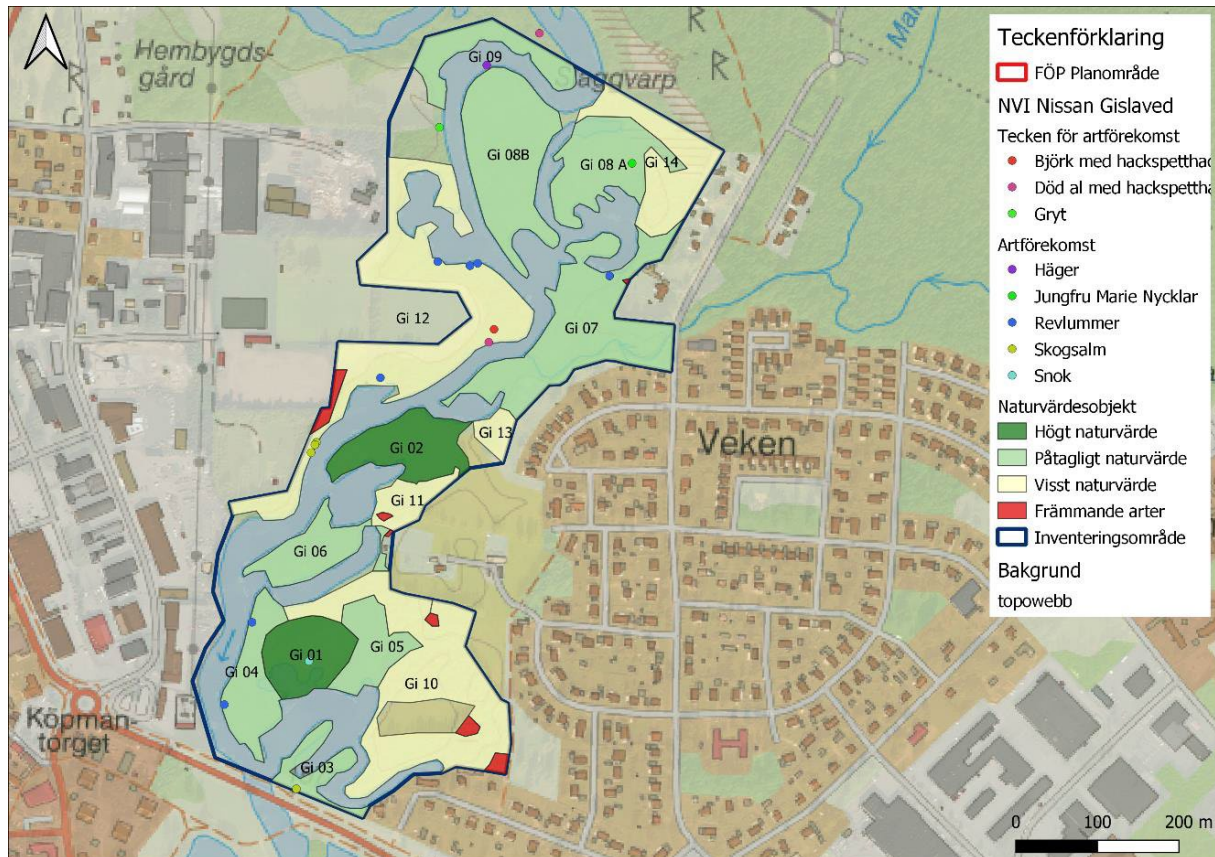 Hembygds-
gård
Slaggvarp
R
R
R
R
Gi 09
Gi 08B
Gi 08 A
Gi 14
Gi 12
Gi 07
Gi 02
Gi 13
Gi 11
Gi 06
Gi 01
Gi 05
Gi 04
Gi 10
Gi 03
Veken
Köpman-
torget
Teckenförklaring
FÖP Planområde
NVI Nissan Gislaved
Tecken för artförekomst
Björk med hackspetthac
Död al med hackspettha
Gryt
Artförekomst
Häger
Jungfru Marie Nycklar
Revlummer
Skogsalm
Snok
Naturvärdesobjekt
Högt naturvärde
Påtagligt naturvärde
Visst naturvärde
Främmande arter
Inventeringsområde
Bakgrund
topowebb
0 100 200 m